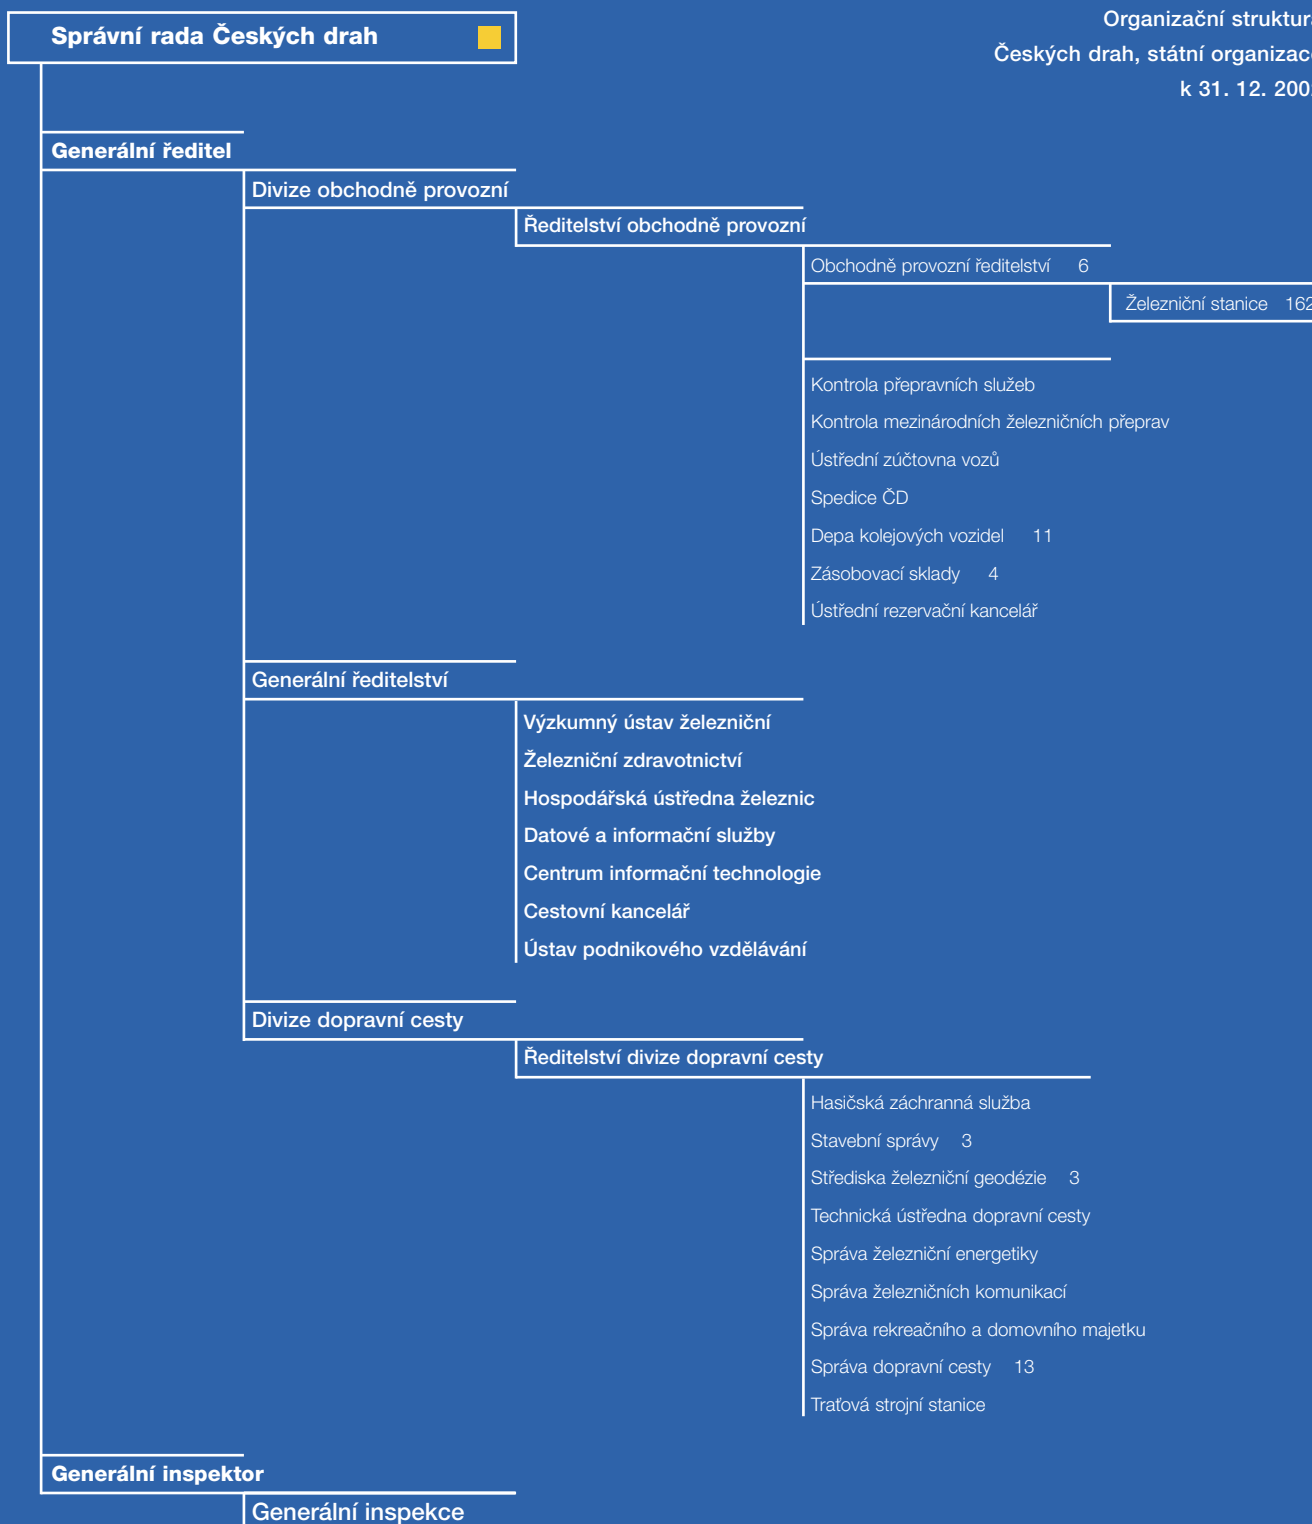 Správní rada Českých drah
Organizační struktur
Českých drah, státní organizac
k 31. 12. 200
Generální ředitel
Divize obchodně provozní
Ředitelství obchodně provozní
Obchodně provozní ředitelství 6
Železniční stanice 162
Kontrola přepravních služeb
Kontrola mezinárodních železničních přeprav
Ústřední zúčtovna vozů
Spedice ČD
Depa kolejových vozidel 11
Zásobovací sklady 4
Ústřední rezervační kancelář
Generální ředitelství
Výzkumný ústav železniční
Železniční zdravotnictví
Hospodářská ústředna železnic
Datové a informační služby
Centrum informační technologie
Cestovní kancelář
Ústav podnikového vzdělávání
Divize dopravní cesty
Ředitelství divize dopravní cesty
Hasičská záchranná služba
Stavební správy 3
Střediska železniční geodézie 3
Technická ústředna dopravní cesty
Správa železniční energetiky
Správa železničních komunikací
Správa rekreačního a domovního majetku
Správa dopravní cesty 13
Traťová strojní stanice
Generální inspektor
Generální inspekce